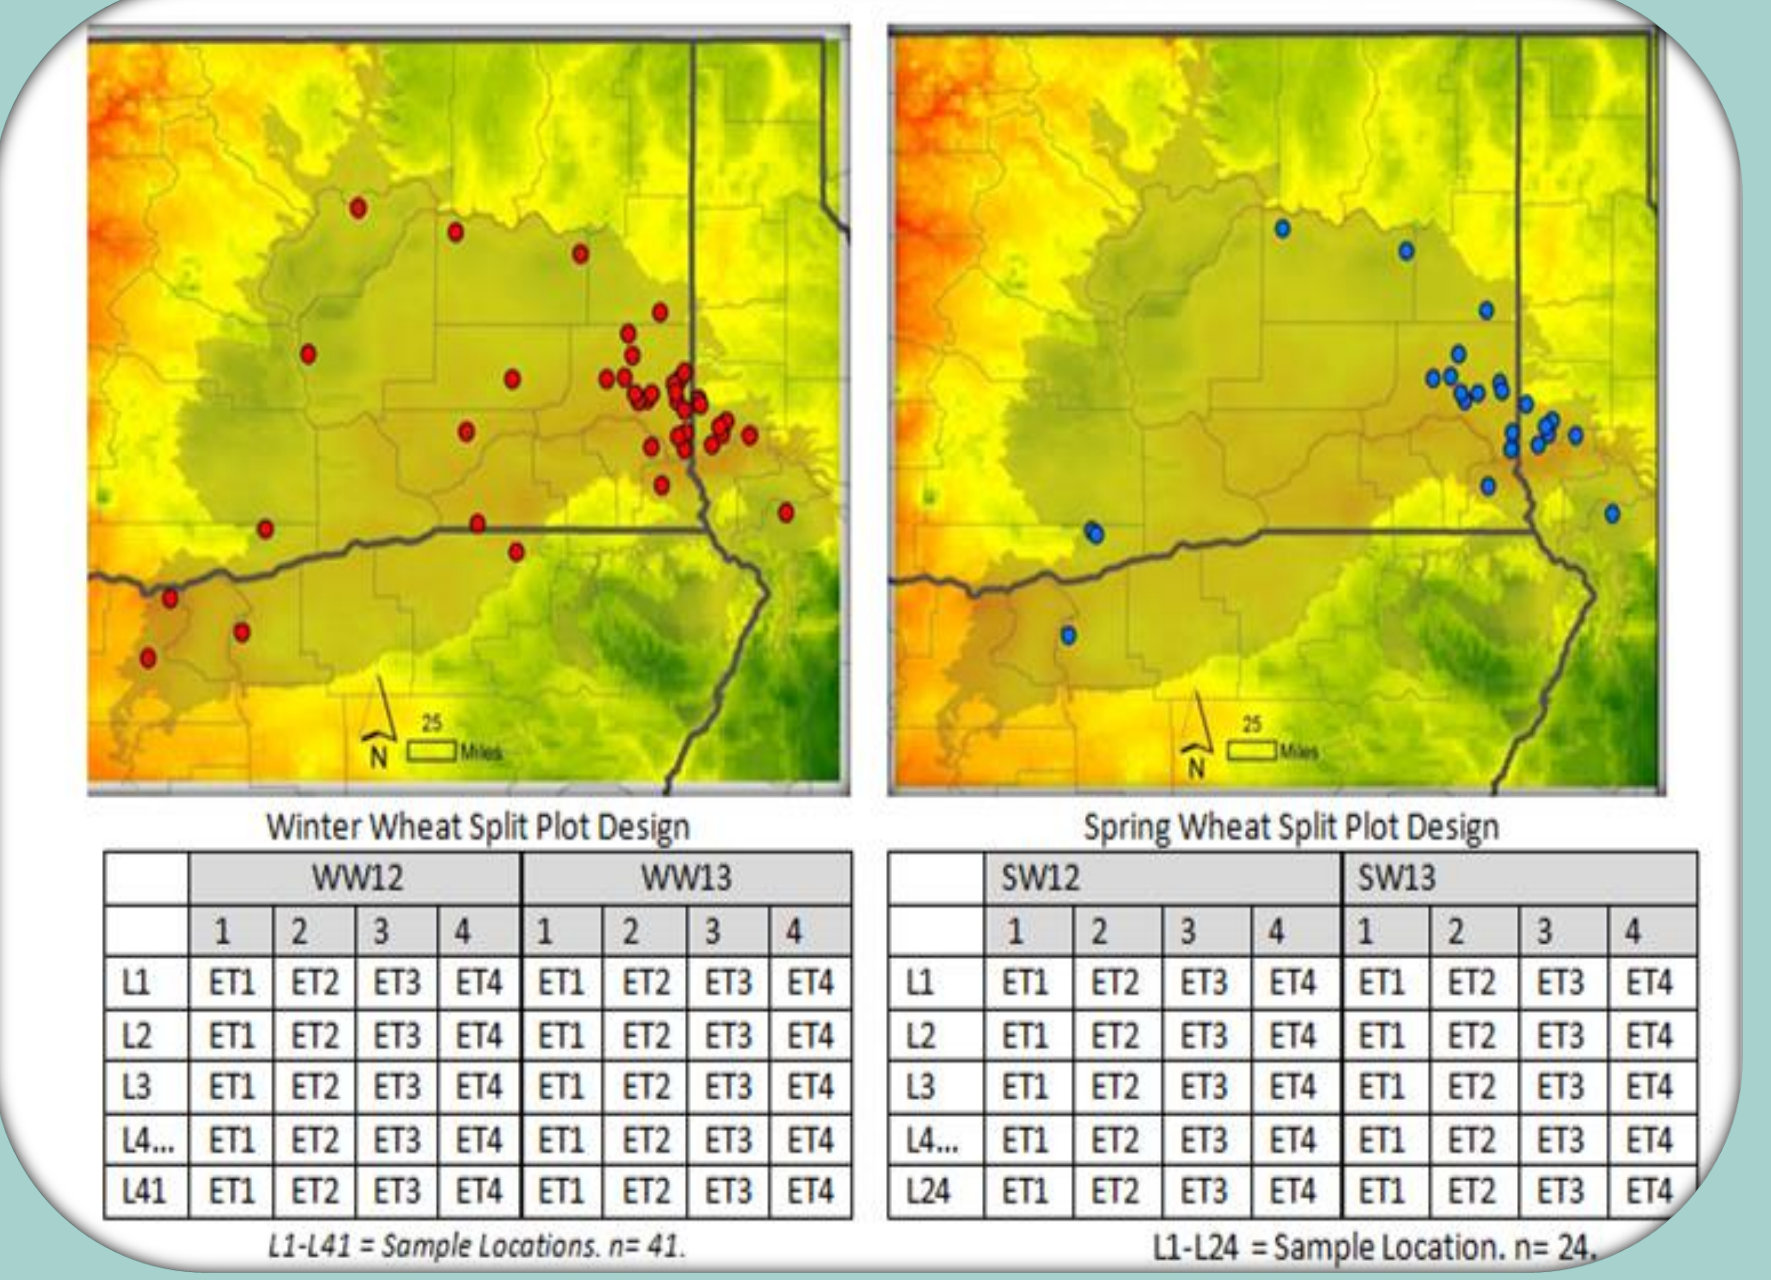 25
Miles
N
25
Miles
N
Winter Wheat Split Plot Design
WW12 WW13
1 2 3 4 1 2 3 4
L1 ET1 ET2 ET3 ET4 ET1 ET2 ET3 ET4
L2 ET1 ET2 ET3 ET4 ET1 ET2 ET3 ET4
L3 ET1 ET2 ET3 ET4 ET1 ET2 ET3 ET4
L4... ET1 ET2 ET3 ET4 ET1 ET2 ET3 ET4
L41 ET1 ET2 ET3 ET4 ET1 ET2 ET3 ET4
L1-L41 = Sample Locations. n= 41.
Spring Wheat Split Plot Design
SW12 SW13
1 2 3 4 1 2 3 4
L1 ET1 ET2 ET3 ET4 ET1 ET2 ET3 ET4
L2 ET1 ET2 ET3 ET4 ET1 ET2 ET3 ET4
L3 ET1 ET2 ET3 ET4 ET1 ET2 ET3 ET4
L4... ET1 ET2 ET3 ET4 ET1 ET2 ET3 ET4
L24 ET1 ET2 ET3 ET4 ET1 ET2 ET3 ET4
L1-L24 = Sample Location. n= 24.